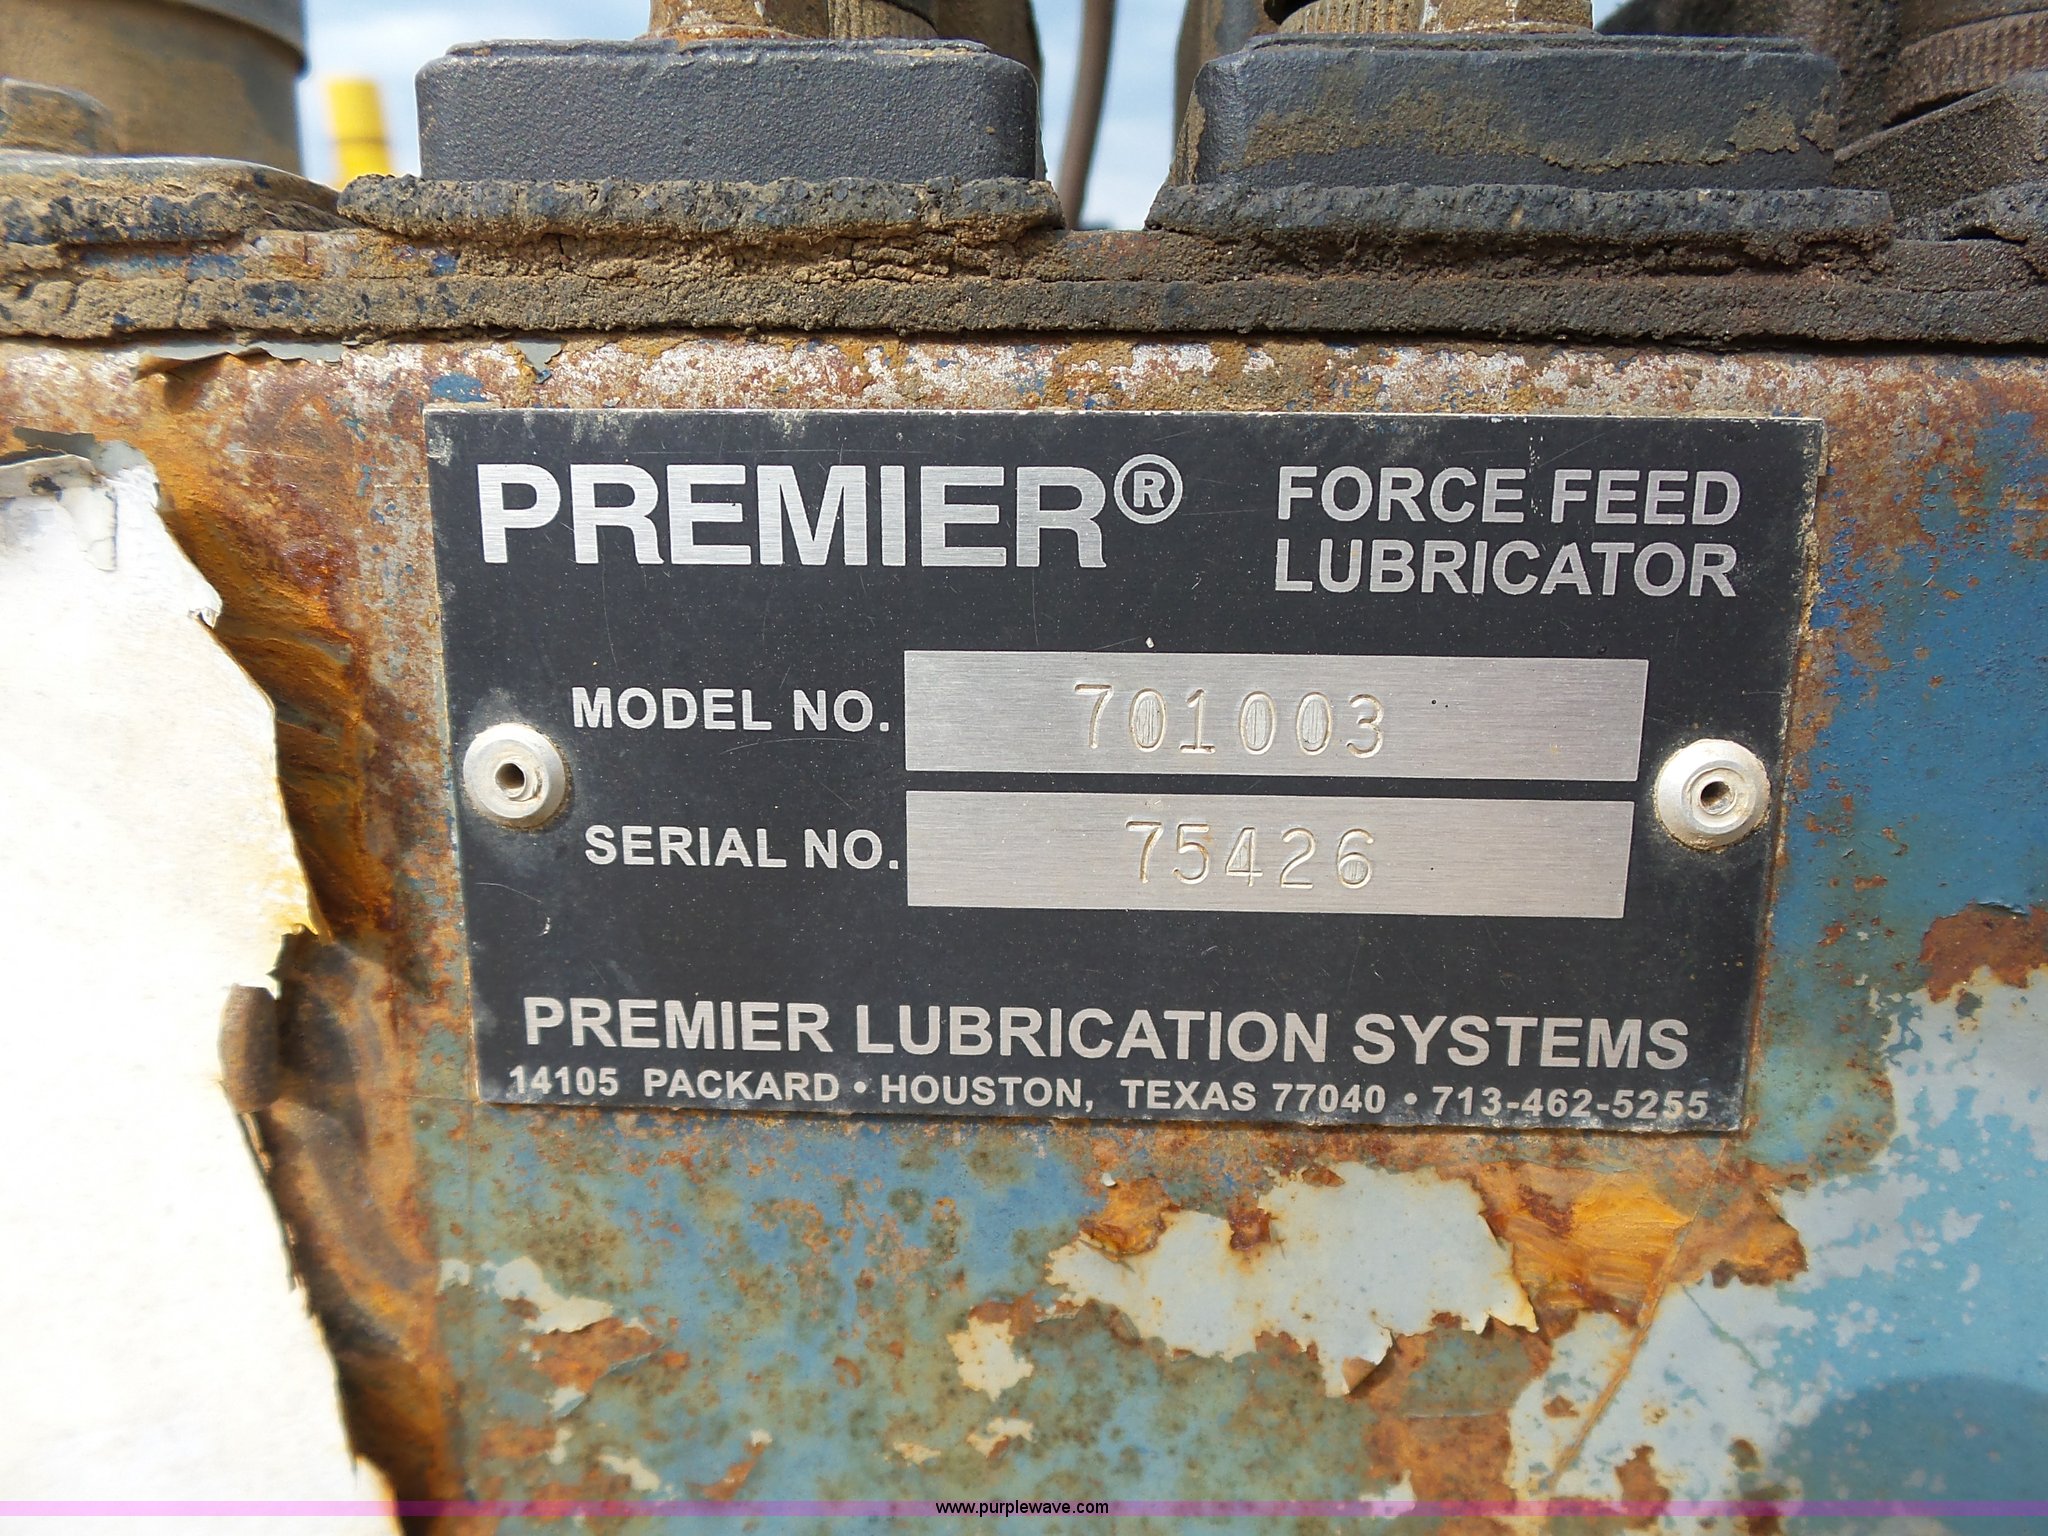 PREMIER®
FORCE FEED
LUBRICATOR
MODEL NO. 701003
SERIAL NO. 75426
PREMIER LUBRICATION SYSTEMS
14105 PACKARD • HOUSTON, TEXAS 77040 • 713-462-5255
www.purplewave.com